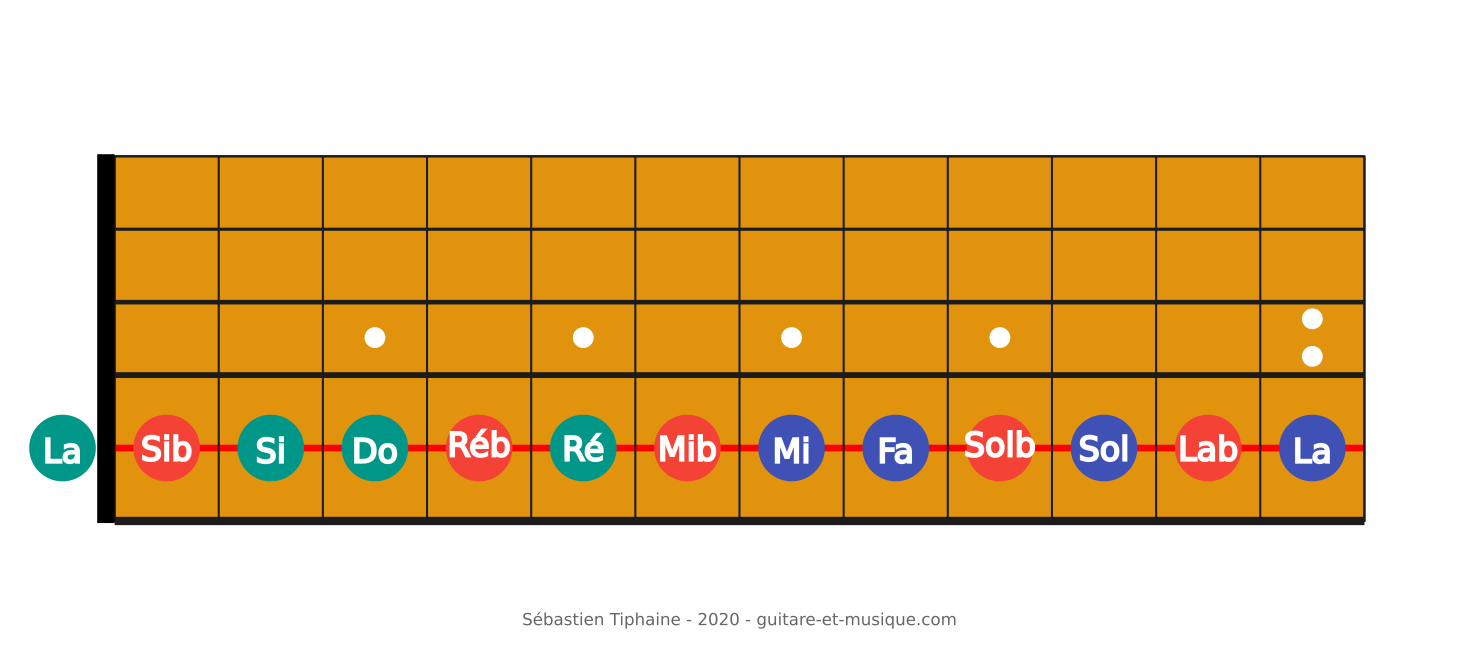 La Sib Si Do Réb Ré Mib Mi Fa Solb Sol Lab La
Sébastien Tiphaine - 2020 - guitare-et-musique.com